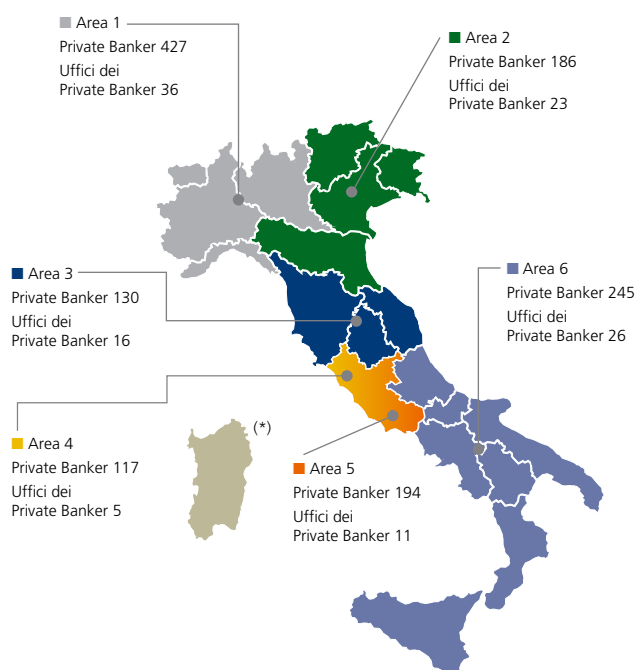 Area 1
Private Banker 427
Uffici dei
Private Banker 36
Area 2
Private Banker 186
Uffici dei
Private Banker 23
Area 3
Private Banker 130
Uffici dei
Private Banker 16
Area 6
Private Banker 245
Uffici dei
Private Banker 26
Area 4
Private Banker 117
Uffici dei
Private Banker 5
(*)
Area 5
Private Banker 194
Uffici dei
Private Banker 11